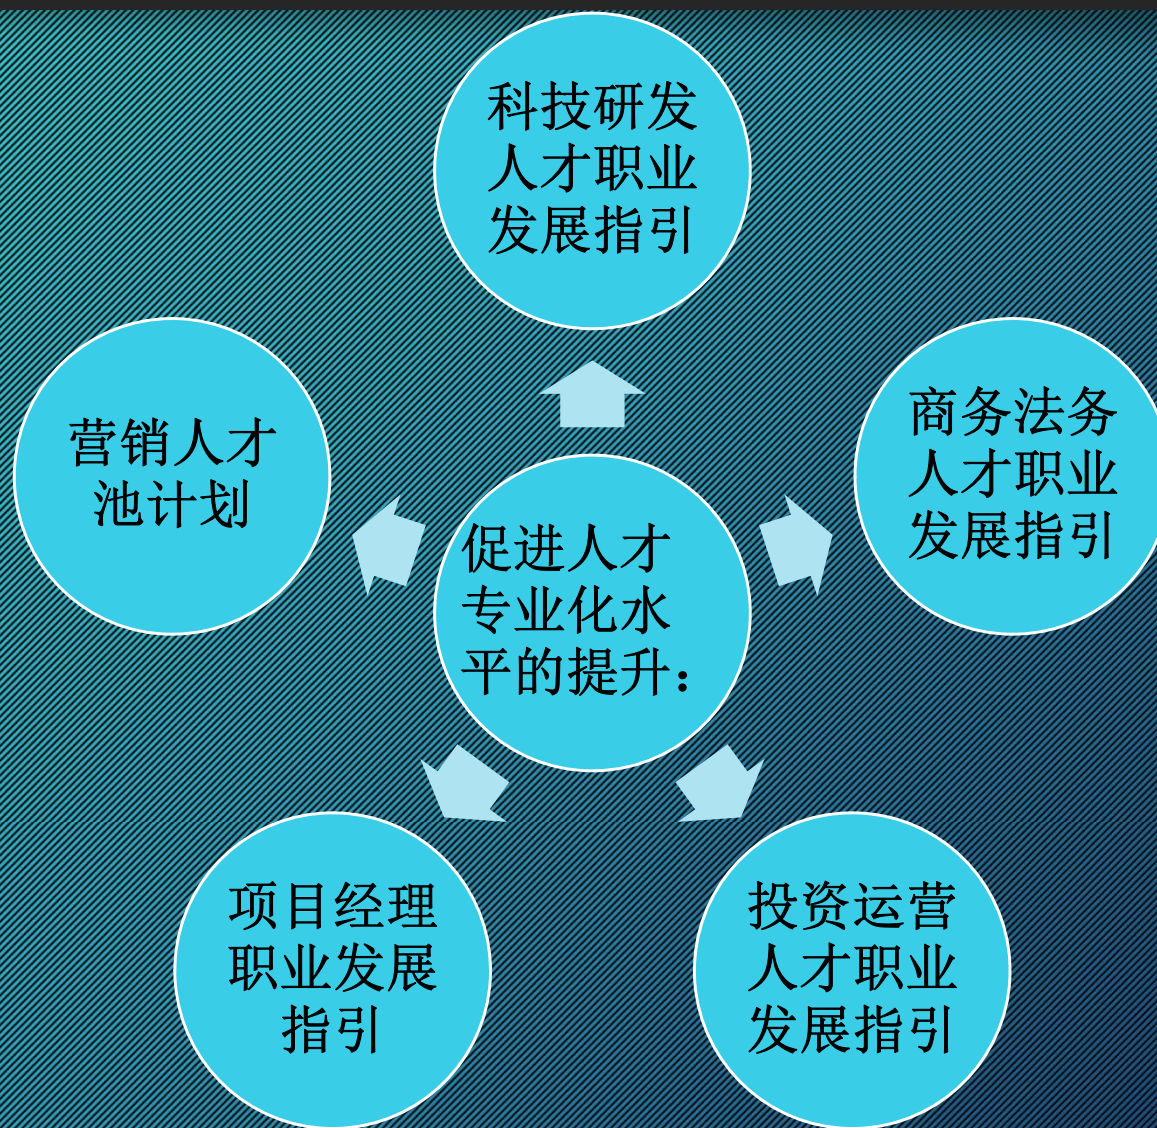 科技研发
人才职业
发展指引
商务法务
人才职业
发展指引
营销人才
池计划
促进人才
专业化水
平的提升：
项目经理
职业发展
指引
投资运营
人才职业
发展指引